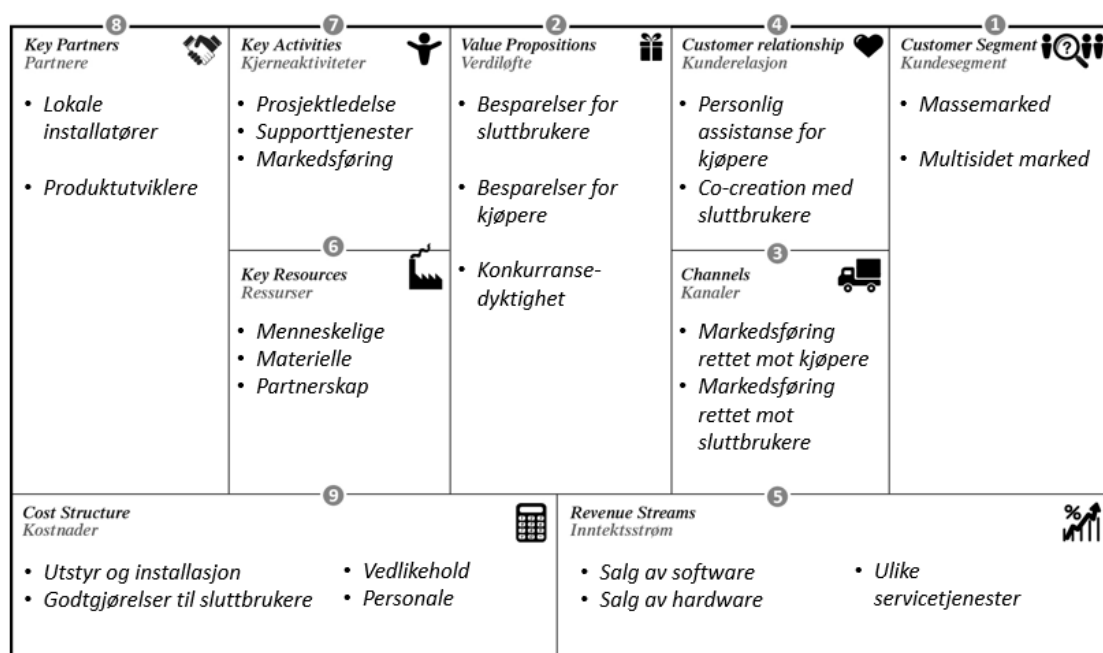 8
Key Partners
Partnere
• Lokale
installatører
• Produktutviklere
7
Key Activities
Kjerneaktiviteter
• Prosjektledelse
• Supporttjenester
• Markedsføring
6
Key Resources
Ressurser
• Menneskelige
• Materielle
• Partnerskap
2
Value Propositions
Verdiløfte
• Besparelser for
sluttbrukere
• Besparelser for
kjøpere
• Konkurranse-
dyktighet
4
Customer relationship
Kunderelasjon
• Personlig
assistanse for
kjøpere
• Co-creation med
sluttbrukere
3
Channels
Kanaler
• Markedsføring
rettet mot kjøpere
• Markedsføring
rettet mot
sluttbrukere
1
Customer Segment
?
Kundesegment
• Massemarked
• Multisidet marked
9
Cost Structure
Kostnader
• Utstyr og installasjon
• Godtgjørelser til sluttbrukere
• Vedlikehold
• Personale
5
Revenue Streams
%
Inntektsstrøm
• Salg av software
• Salg av hardware
• Ulike
servicetjenester